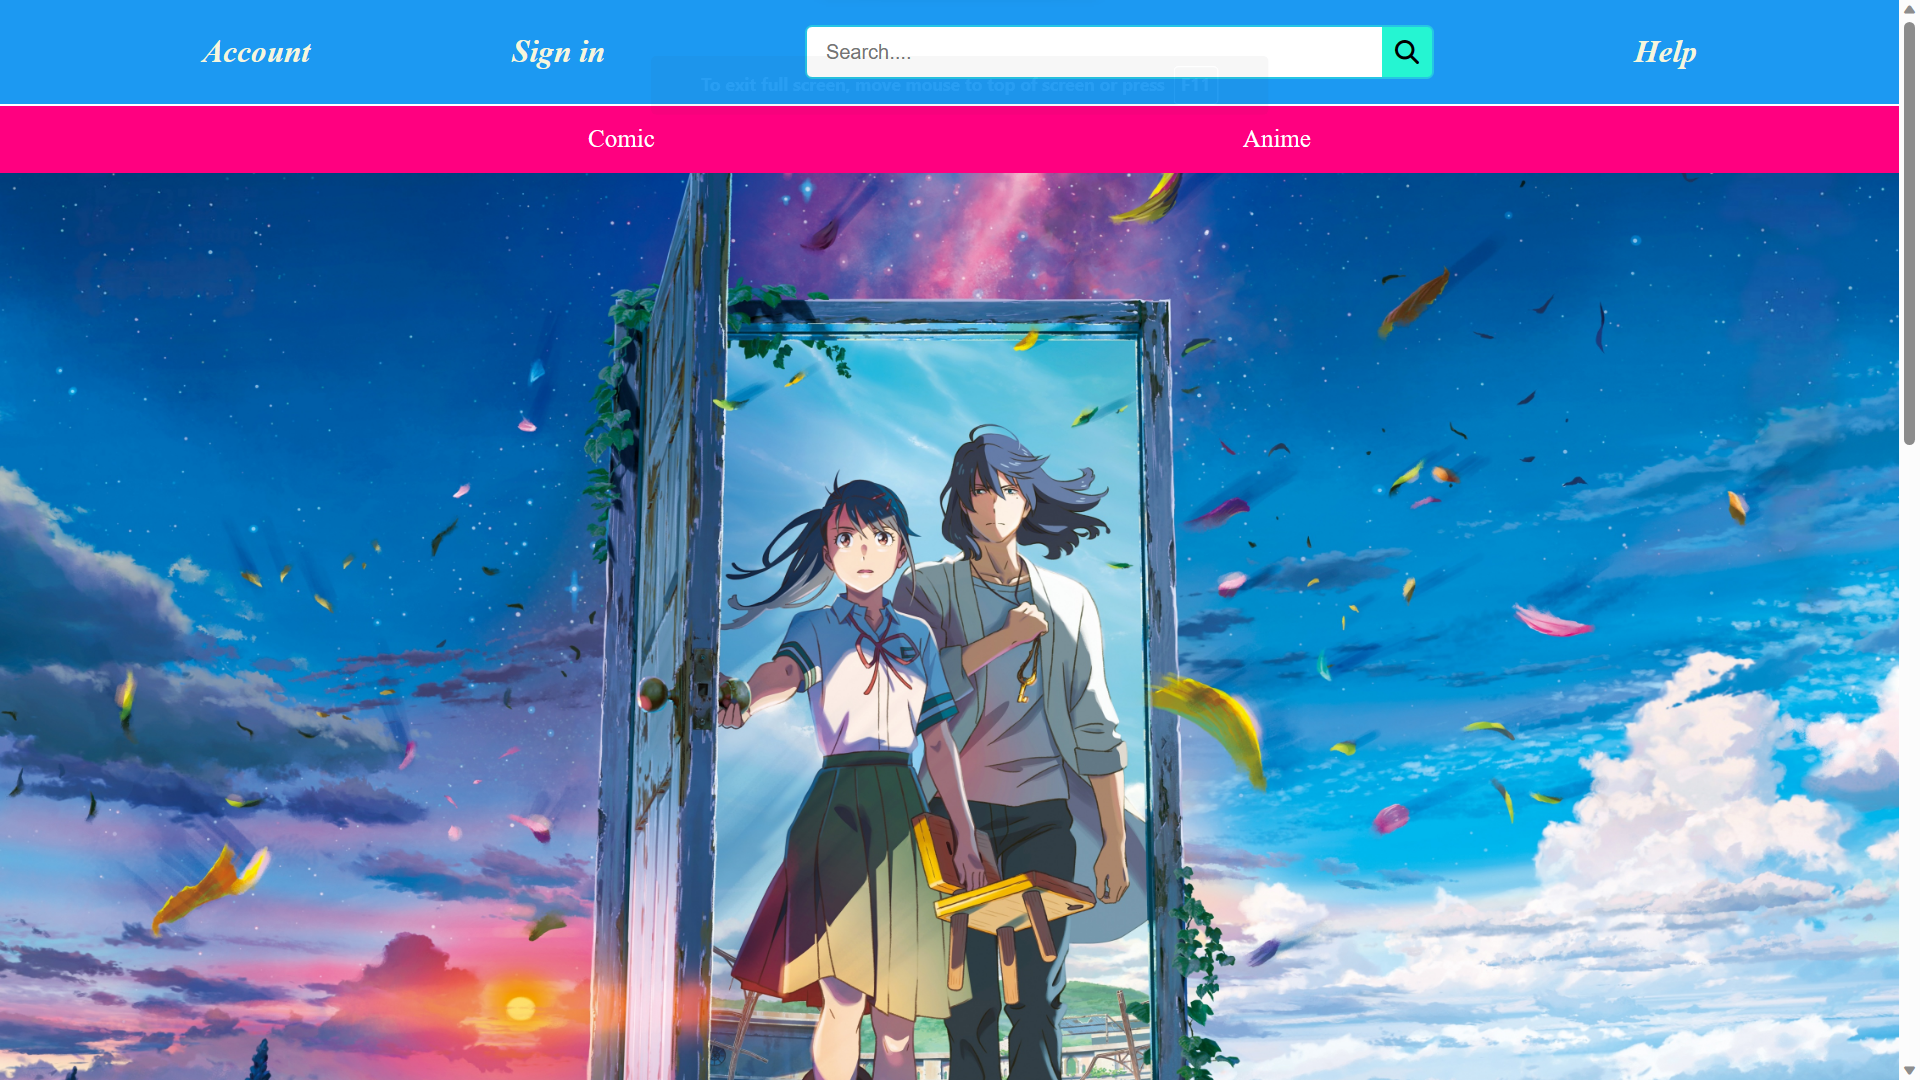 Account Sign in Search.... Help
To exit full screen, move mouse to top of screen or press F11
Comic Anime